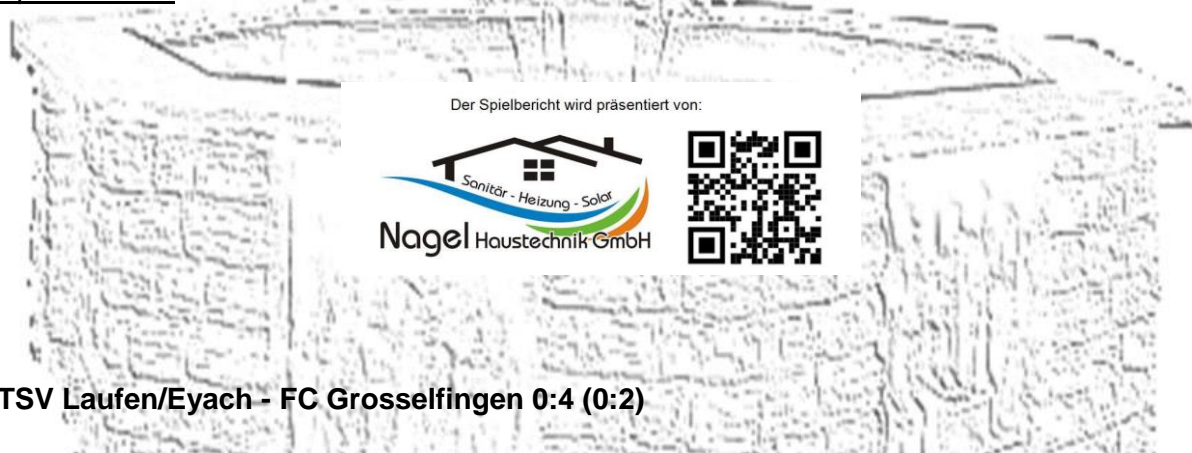 Der Spielbericht wird präsentiert von:
Sanitär - Heizung - Solar
Nagel Haustechnik GmbH
TSV Laufen/Eyach - FC Grosselfingen 0:4 (0:2)